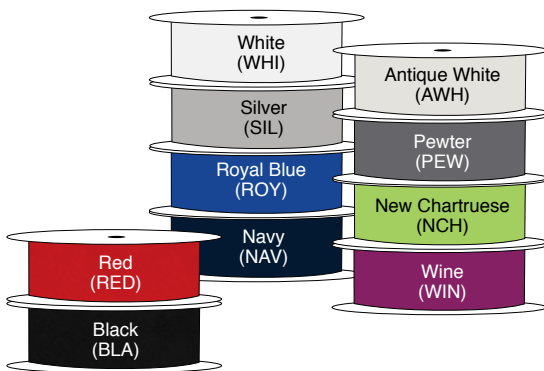 White
(WHI)
Silver
(SIL)
Royal Blue
(ROY)
Navy
(NAV)
Antique White
(AWH)
Pewter
(PEW)
New Chartruese
(NCH)
Wine
(WIN)
Red
(RED)
Black
(BLA)